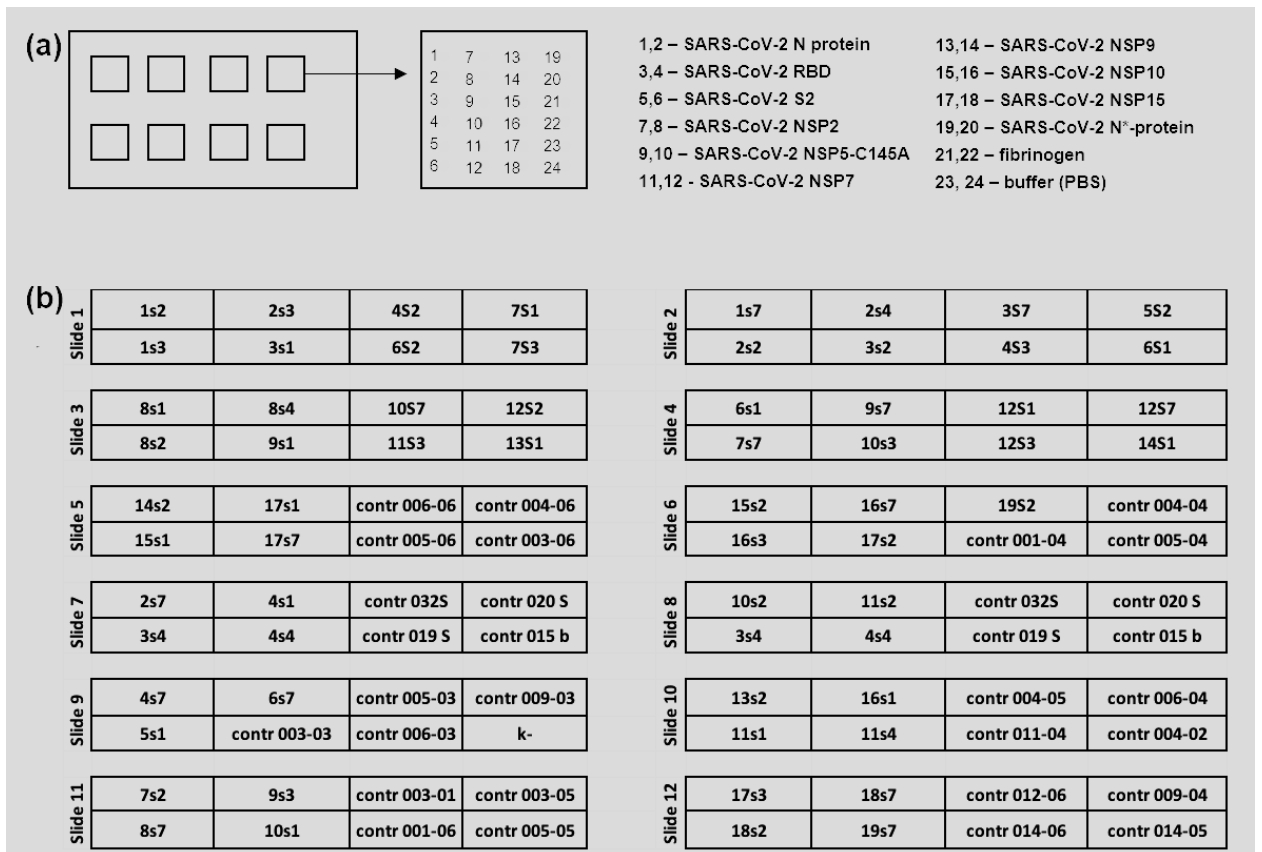 (a)
1 7 13 19
2 8 14 20
3 9 15 21
4 10 16 22
5 11 17 23
6 12 18 24
1,2 – SARS-CoV-2 N protein
3,4 – SARS-CoV-2 RBD
5,6 – SARS-CoV-2 S2
7,8 – SARS-CoV-2 NSP2
9,10 – SARS-CoV-2 NSP5-C145A
11,12 - SARS-CoV-2 NSP7
13,14 – SARS-CoV-2 NSP9
15,16 – SARS-CoV-2 NSP10
17,18 – SARS-CoV-2 NSP15
19,20 – SARS-CoV-2 N*-protein
21,22 – fibrinogen
23, 24 – buffer (PBS)
(b)
Slide 1
1s2 2s3 4S2 7S1
1s3 3s1 6S2 7S3
Slide 2
1s7 2s4 3S7 5S2
2s2 3s2 4S3 6S1
Slide 3
8s1 8s4 10S7 12S2
8s2 9s1 11S3 13S1
Slide 4
6s1 9s7 12S1 12S7
7s7 10s3 12S3 14S1
Slide 5
14s2 17s1 contr 006-06 contr 004-06
15s1 17s7 contr 005-06 contr 003-06
Slide 6
15s2 16s7 19S2 contr 004-04
16s3 17s2 contr 001-04 contr 005-04
Slide 7
2s7 4s1 contr 032S contr 020 S
3s4 4s4 contr 019 S contr 015 b
Slide 8
10s2 11s2 contr 032S contr 020 S
3s4 4s4 contr 019 S contr 015 b
Slide 9
4s7 6s7 contr 005-03 contr 009-03
5s1 contr 003-03 contr 006-03 k-
Slide 10
13s2 16s1 contr 004-05 contr 006-04
11s1 11s4 contr 011-04 contr 004-02
Slide 11
7s2 9s3 contr 003-01 contr 003-05
8s7 10s1 contr 001-06 contr 005-05
Slide 12
17s3 18s7 contr 012-06 contr 009-04
18s2 19s7 contr 014-06 contr 014-05